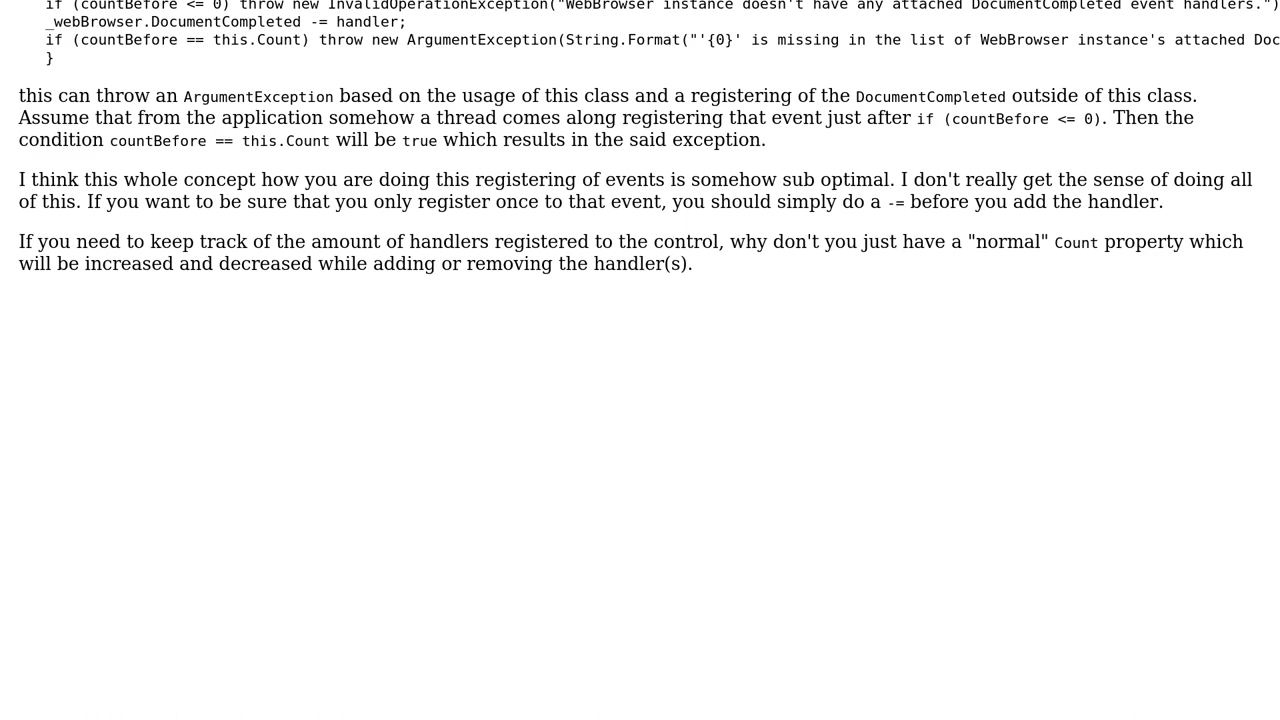 if (countBefore <= 0) throw new InvalidOperationException("WebBrowser instance doesn't have any attached DocumentCompleted event handlers.")
_webBrowser.DocumentCompleted -= handler;
if (countBefore == this.Count) throw new ArgumentException(String.Format("'{0}' is missing in the list of WebBrowser instance's attached Doc
}
this can throw an ArgumentException based on the usage of this class and a registering of the DocumentCompleted outside of this class.
Assume that from the application somehow a thread comes along registering that event just after if (countBefore <= 0). Then the
condition countBefore == this.Count will be true which results in the said exception.
I think this whole concept how you are doing this registering of events is somehow sub optimal. I don't really get the sense of doing all
of this. If you want to be sure that you only register once to that event, you should simply do a -= before you add the handler.
If you need to keep track of the amount of handlers registered to the control, why don't you just have a "normal" Count property which
will be increased and decreased while adding or removing the handler(s).